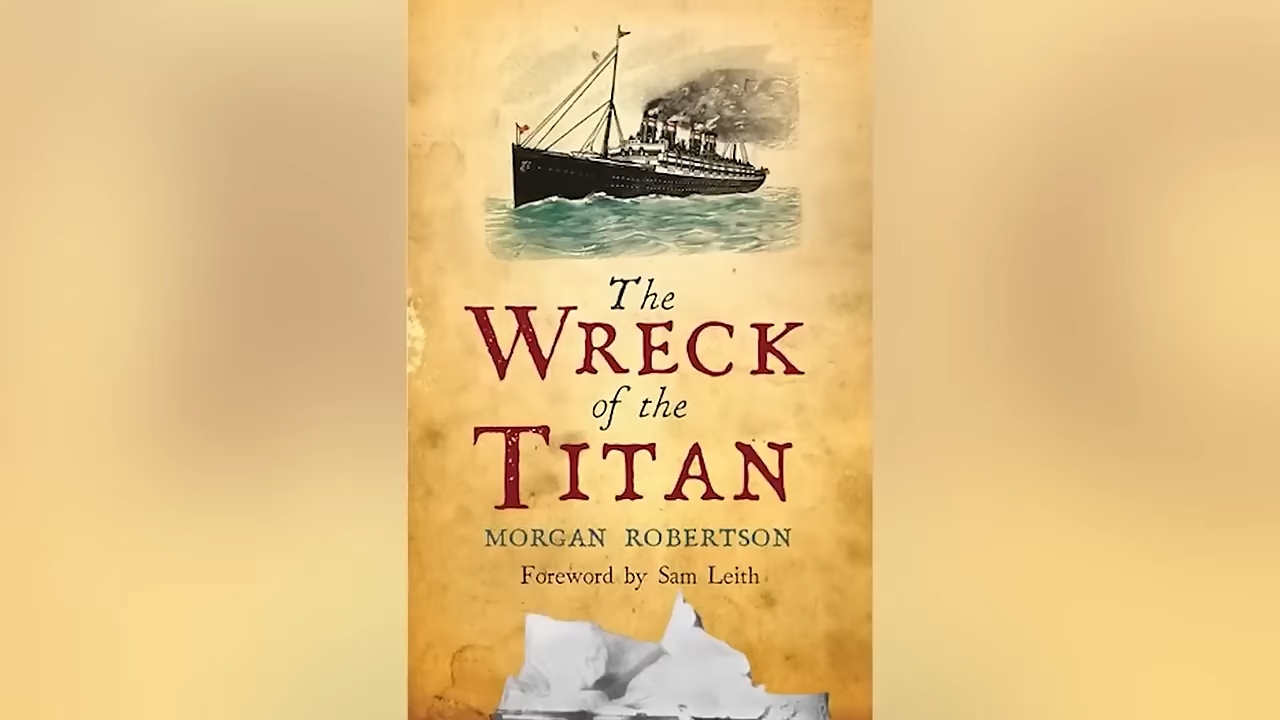 The
WRECK
of the
TITAN
MORGAN ROBERTSON
Foreword by Sam Leith